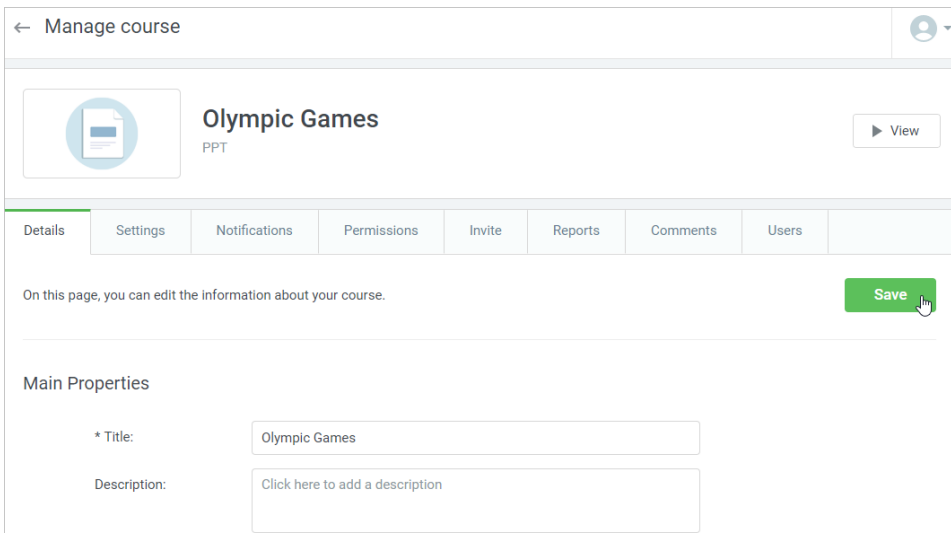 Manage course
Olympic Games
PPT
View
Details Settings Notifications Permissions Invite Reports Comments Users
On this page, you can edit the information about your course.
Save
Main Properties
* Title: Olympic Games
Description: Click here to add a description